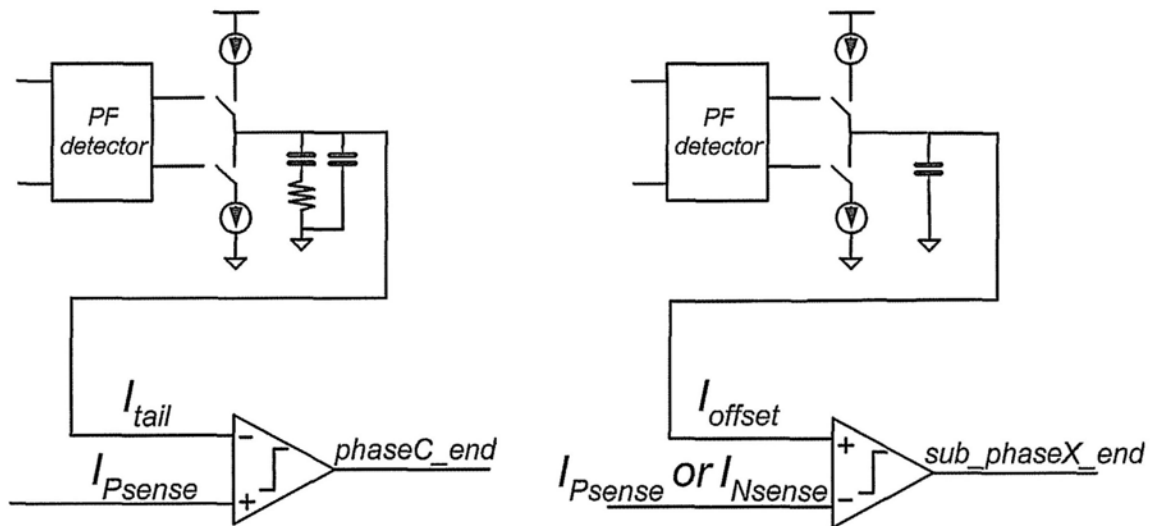 PF
detector
PF
detector
I_tail
-
phaseC_end
I_Psense
+
I_offset
+
sub_phaseX_end
I_Psense or I_Nsense
-